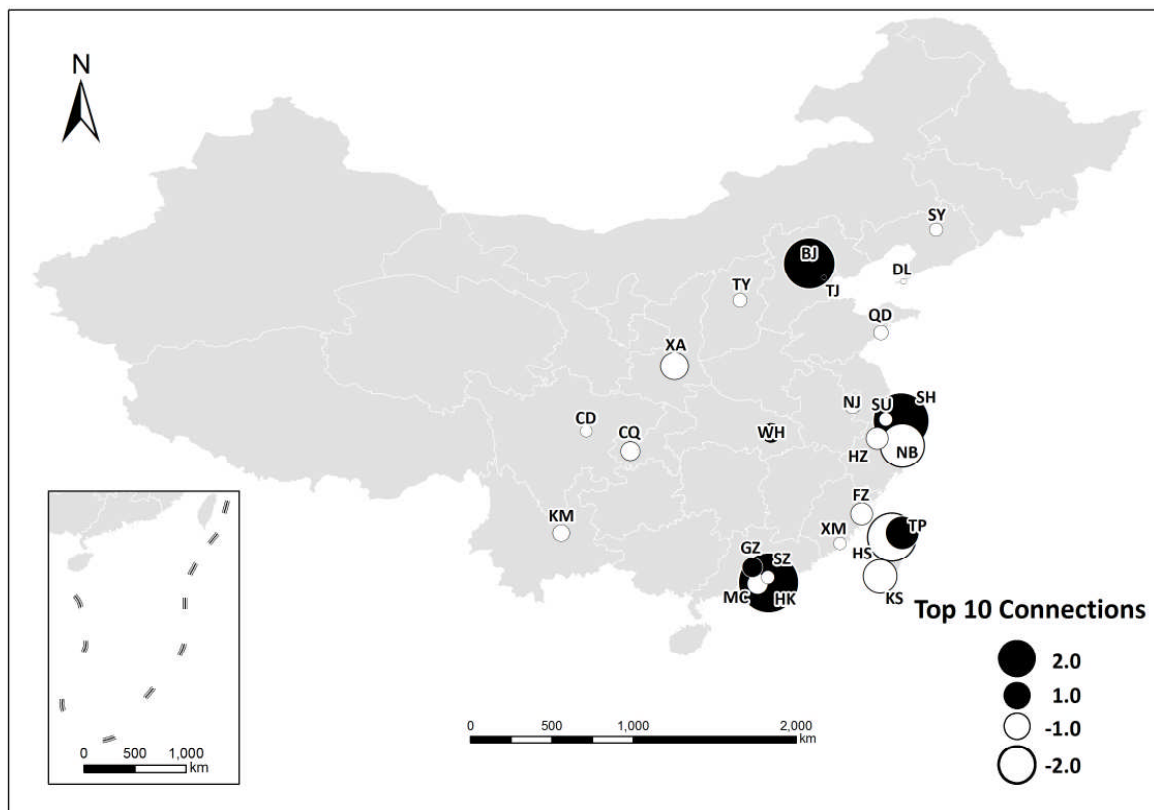 N
SY
BJ
DL
TJ
TY
QD
XA
NJ
SU
SH
CD
CQ
WH
HZ
NB
FZ
KM
XM
TP
GZ
SZ
HS
MC
HK
KS
Top 10 Connections
2.0
1.0
-1.0
-2.0
0 500 1,000 2,000
km
0 500 1,000
km